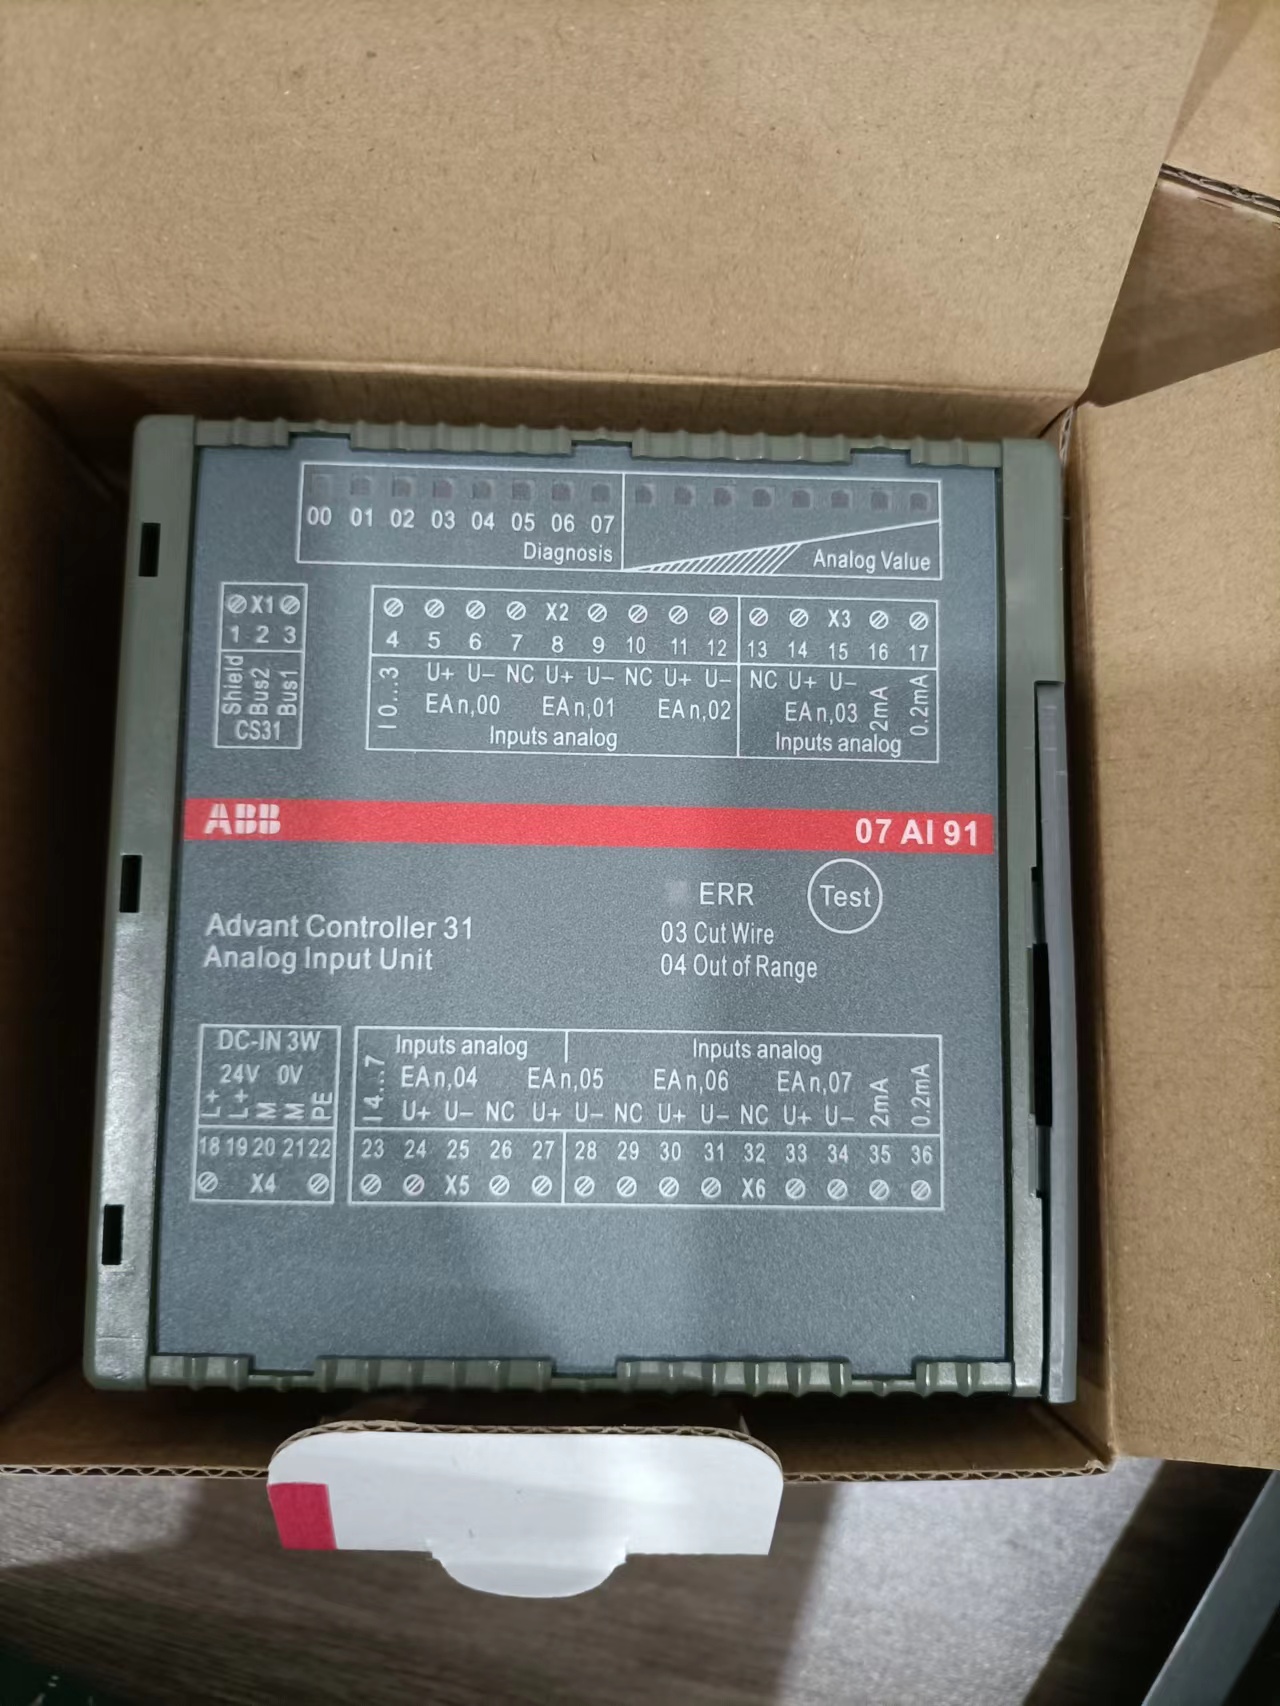 00 01 02 03 04 05 06 07
Diagnosis
Analog Value
X1
1 2 3
Shield
Bus2
Bus1
CS31
X2
X3
4 5 6 7 8 9 10 11 12 13 14 15 16 17
I 0...3
U+ U– NC U+ U– NC U+ U–
NC U+ U–
EA n,00 EA n,01 EA n,02
EA n,03
2mA
0.2mA
Inputs analog
Inputs analog
ABB
07 AI 91
ERR
Test
Advant Controller 31
Analog Input Unit
03 Cut Wire
04 Out of Range
DC-IN 3W
24V 0V
L+ L+ M M PE
18 19 20 21 22
X4
I 4...7
Inputs analog
Inputs analog
EA n,04 EA n,05 EA n,06 EA n,07
U+ U– NC U+ U– NC U+ U– NC U+ U–
2mA
0.2mA
23 24 25 26 27 28 29 30 31 32 33 34 35 36
X5
X6